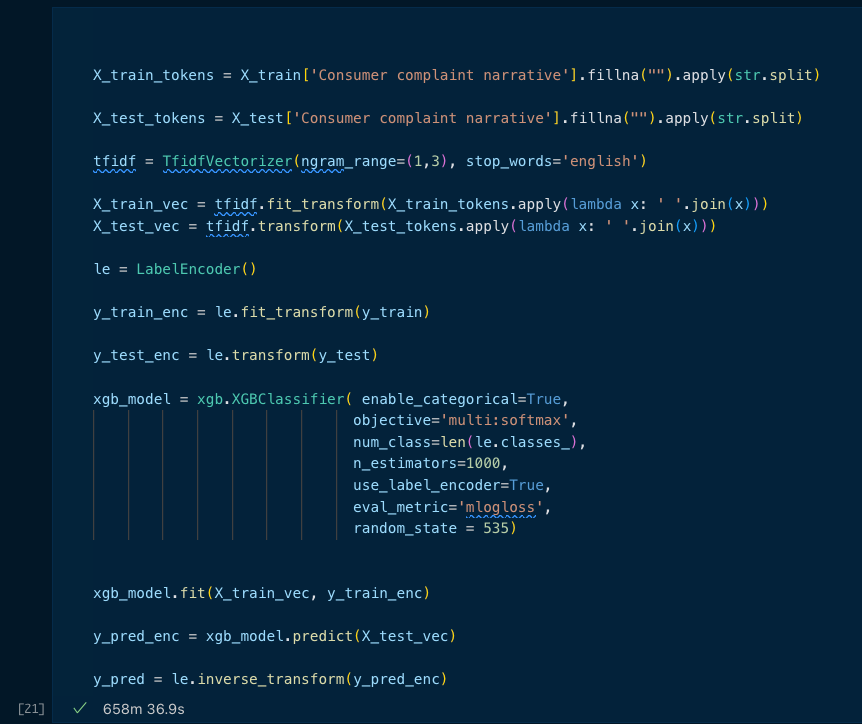 X_train_tokens = X_train['Consumer complaint narrative'].fillna("").apply(str.split)
X_test_tokens = X_test['Consumer complaint narrative'].fillna("").apply(str.split)
tfidf = TfidfVectorizer(ngram_range=(1,3), stop_words='english')
X_train_vec = tfidf.fit_transform(X_train_tokens.apply(lambda x: ' '.join(x)))
X_test_vec = tfidf.transform(X_test_tokens.apply(lambda x: ' '.join(x)))
le = LabelEncoder()
y_train_enc = le.fit_transform(y_train)
y_test_enc = le.transform(y_test)
xgb_model = xgb.XGBClassifier( enable_categorical=True,
objective='multi:softmax',
num_class=len(le.classes_),
n_estimators=1000,
use_label_encoder=True,
eval_metric='mlogloss',
random_state = 535)
xgb_model.fit(X_train_vec, y_train_enc)
y_pred_enc = xgb_model.predict(X_test_vec)
y_pred = le.inverse_transform(y_pred_enc)
[21] ✓ 658m 36.9s